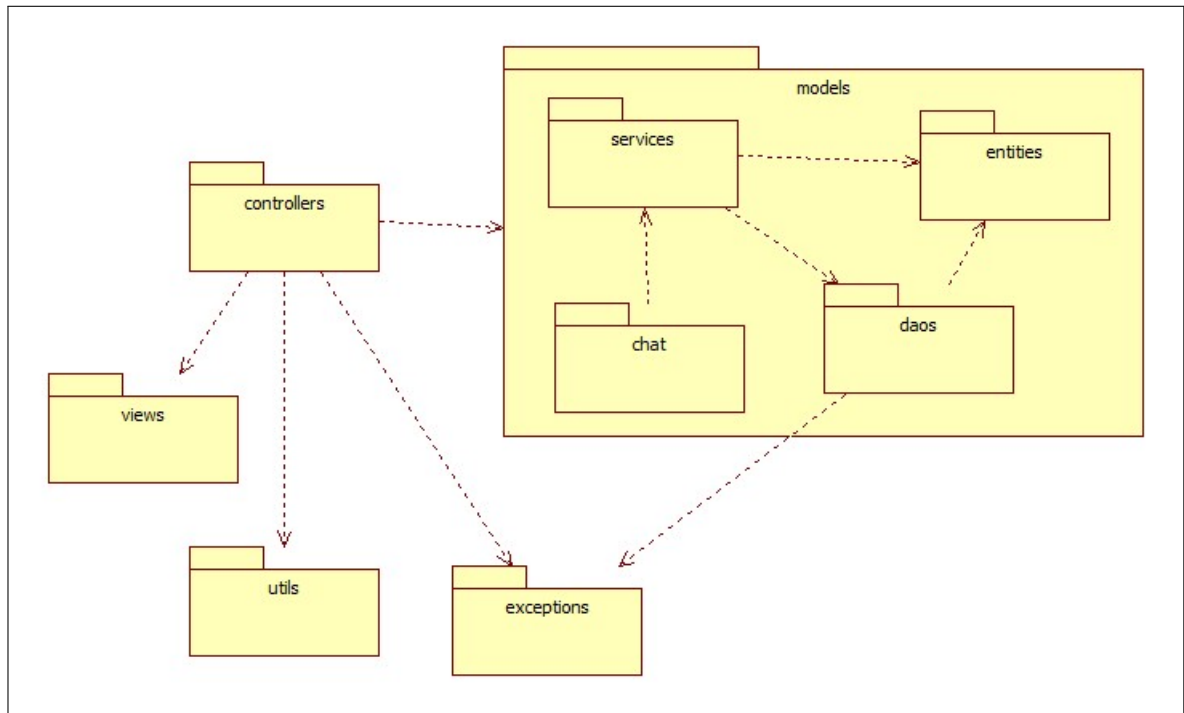 models
services
entities
controllers
chat
daos
views
utils
exceptions